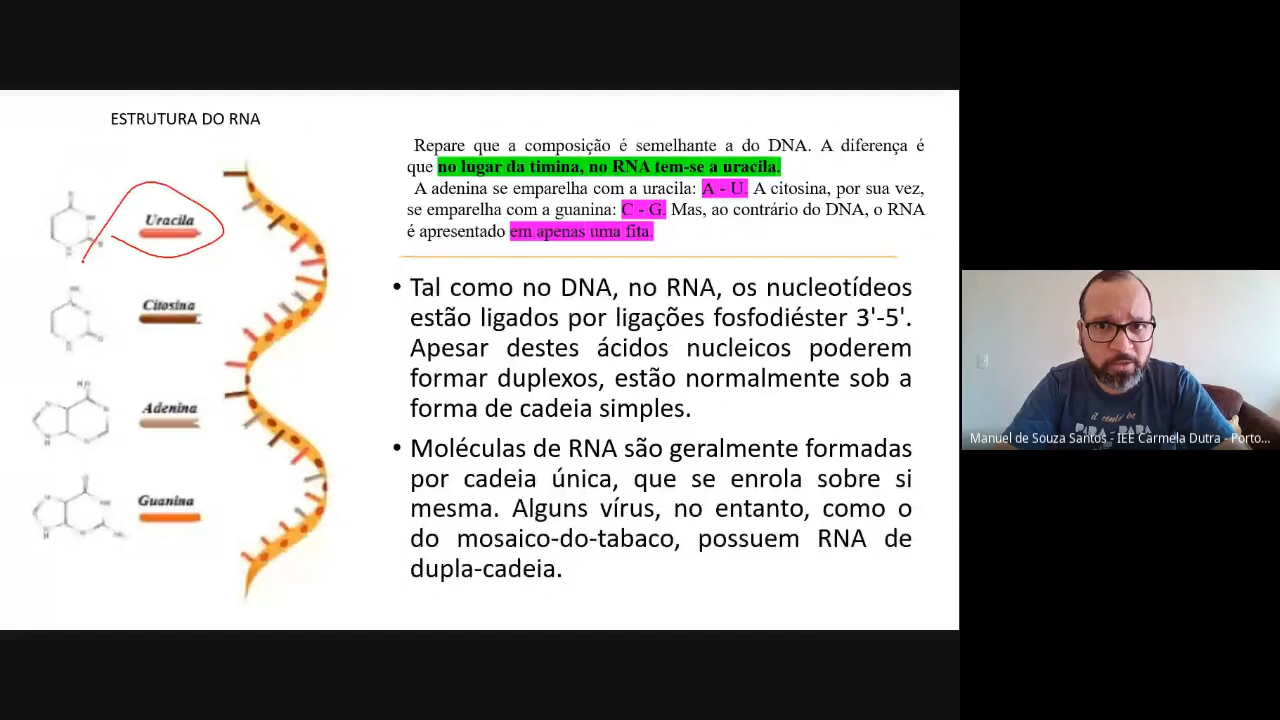 ESTRUTURA DO RNA
Repare que a composição é semelhante a do DNA. A diferença é
que no lugar da timina, no RNA tem-se a uracila.
A adenina se emparelha com a uracila: A - U. A citosina, por sua vez,
se emparelha com a guanina: C - G. Mas, ao contrário do DNA, o RNA
é apresentado em apenas uma fita.
Uracila
Citosina
Adenina
Guanina
• Tal como no DNA, no RNA, os nucleotídeos
estão ligados por ligações fosfodiéster 3'-5'.
Apesar destes ácidos nucleicos poderem
formar duplexos, estão normalmente sob a
forma de cadeia simples.
• Moléculas de RNA são geralmente formadas
por cadeia única, que se enrola sobre si
mesma. Alguns vírus, no entanto, como o
do mosaico-do-tabaco, possuem RNA de
dupla-cadeia.
it could be
PARA-PARA
Manuel de Souza Santos - IEE Carmela Dutra - Porto...